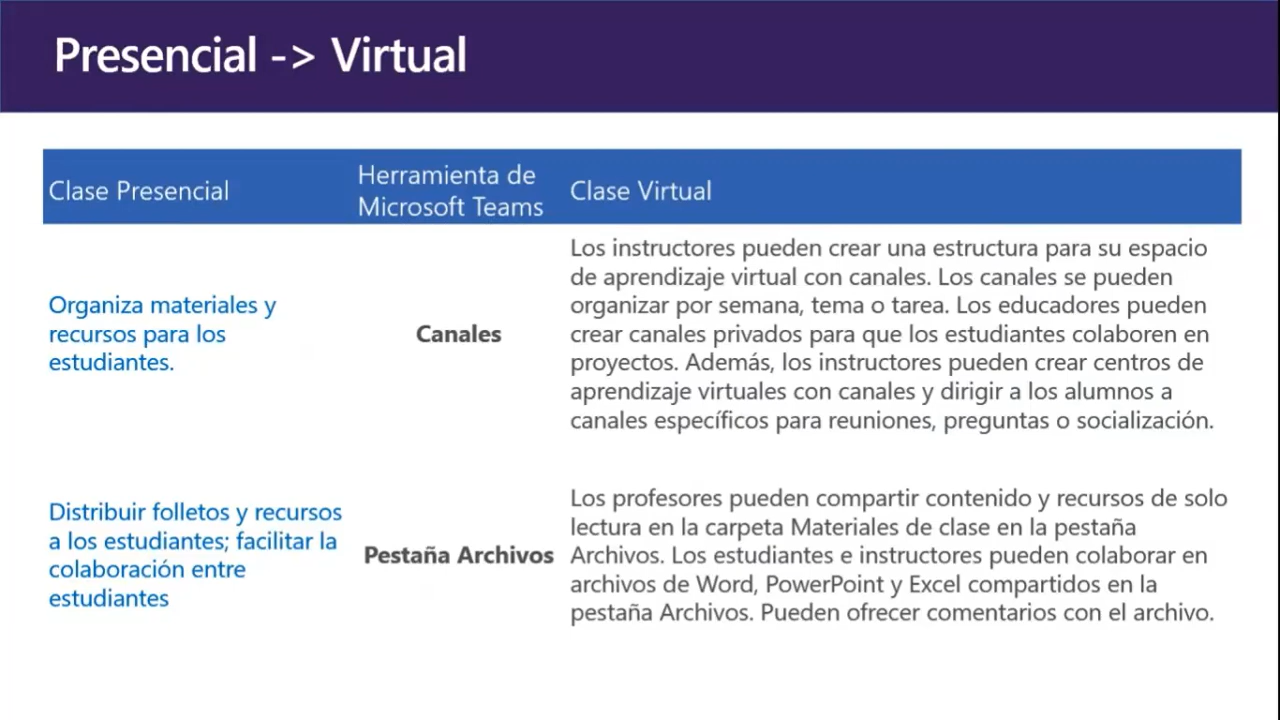 Presencial -> Virtual
Clase Presencial
Herramienta de
Microsoft Teams
Clase Virtual
Organiza materiales y
recursos para los
estudiantes.
Canales
Los instructores pueden crear una estructura para su espacio
de aprendizaje virtual con canales. Los canales se pueden
organizar por semana, tema o tarea. Los educadores pueden
crear canales privados para que los estudiantes colaboren en
proyectos. Además, los instructores pueden crear centros de
aprendizaje virtuales con canales y dirigir a los alumnos a
canales específicos para reuniones, preguntas o socialización.
Distribuir folletos y recursos
a los estudiantes; facilitar la
colaboración entre
estudiantes
Pestaña Archivos
Los profesores pueden compartir contenido y recursos de solo
lectura en la carpeta Materiales de clase en la pestaña
Archivos. Los estudiantes e instructores pueden colaborar en
archivos de Word, PowerPoint y Excel compartidos en la
pestaña Archivos. Pueden ofrecer comentarios con el archivo.